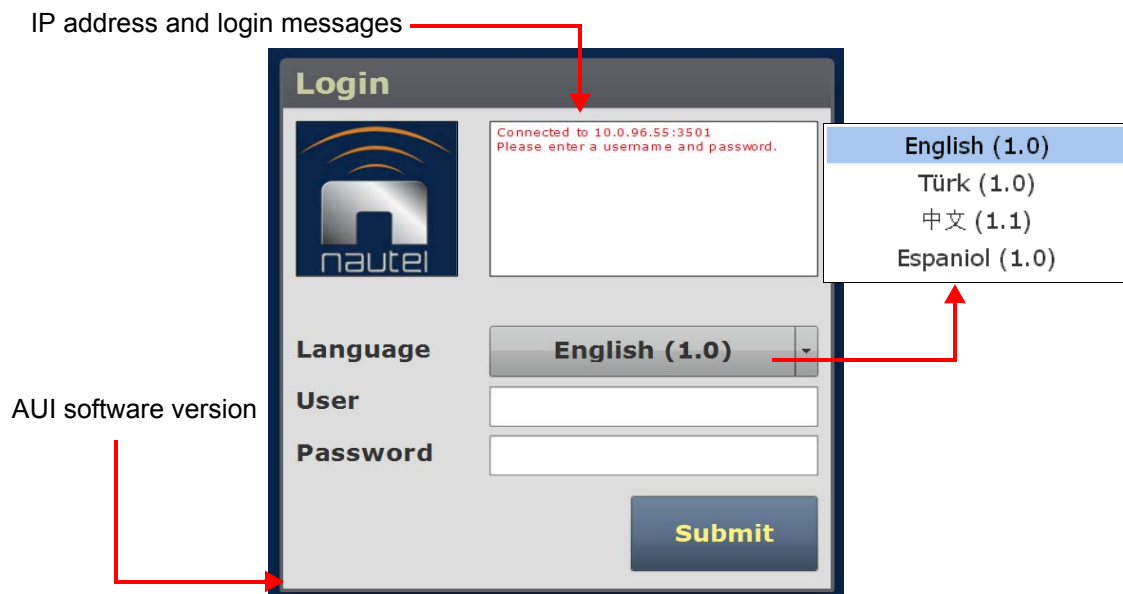 IP address and login messages
Login
Connected to 10.0.96.55:3501
Please enter a username and password.
nautel
English (1.0)
Türk (1.0)
中文 (1.1)
Espaniol (1.0)
Language
English (1.0)
User
AUI software version
Password
Submit